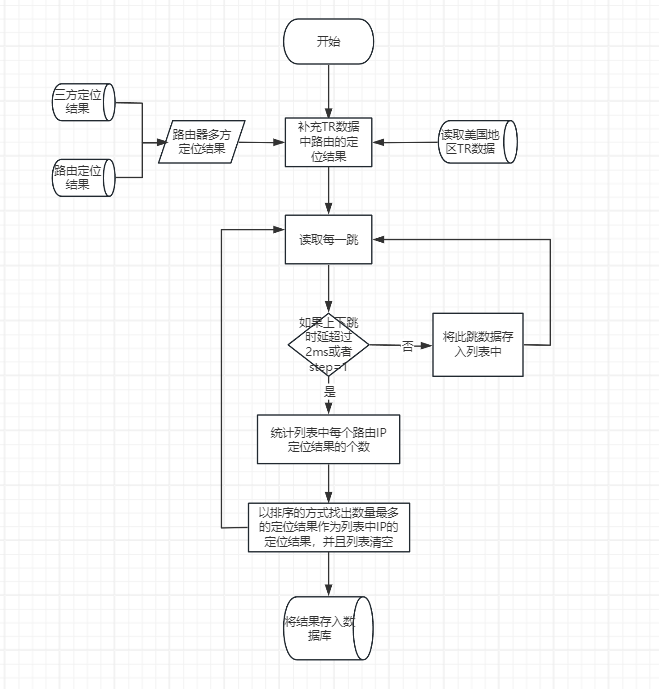 开始
三方定位
结果
路由器多方
定位结果
补充TR数据
中路由的定
位结果
读取美国地
区TR数据
路由定位
结果
读取每一跳
如果上下跳
时延超过
2ms或者
step=1
否
将此跳数据存
入列表中
是
统计列表中每个路由IP
定位结果的个数
以排序的方式找出数量最多
的定位结果作为列表中IP的
定位结果，并且列表清空
将结果存入数
据库